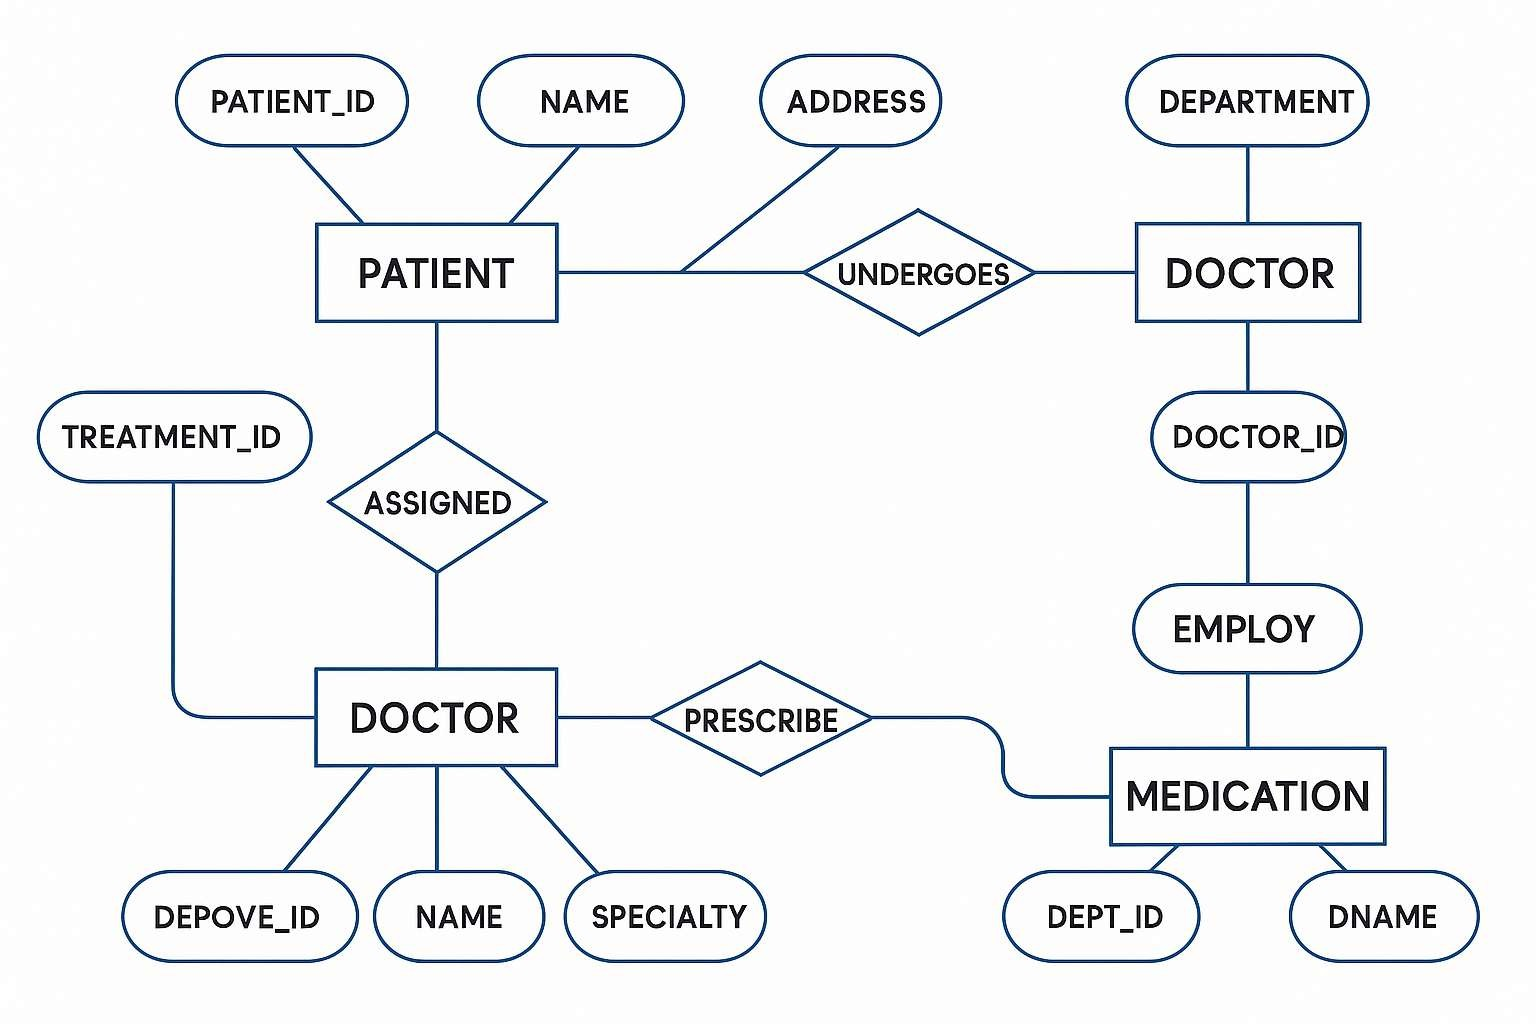 PATIENT_ID
NAME
ADDRESS
DEPARTMENT
PATIENT
UNDERGOES
DOCTOR
TREATMENT_ID
DOCTOR_ID
ASSIGNED
EMPLOY
DOCTOR
PRESCRIBE
MEDICATION
DEPOVE_ID
NAME
SPECIALTY
DEPT_ID
DNAME